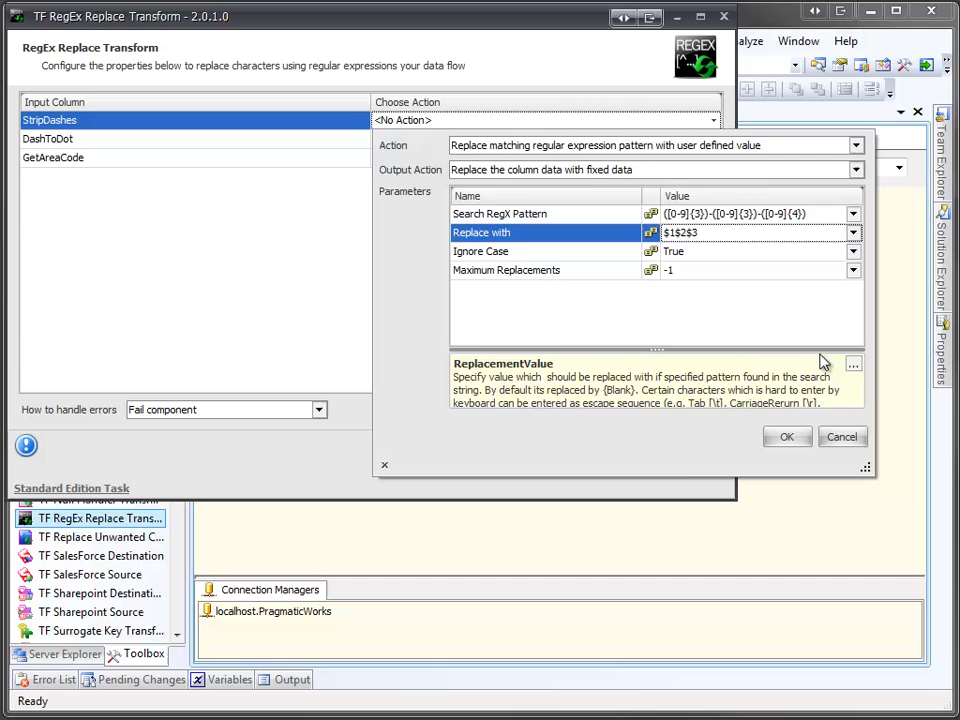 TF RegEx Replace Transform - 2.0.1.0
RegEx Replace Transform
Configure the properties below to replace characters using regular expressions your data flow
REGEX
Input Column
Choose Action
StripDashes
<No Action>
DashToDot
GetAreaCode
Action
Replace matching regular expression pattern with user defined value
Output Action
Replace the column data with fixed data
Parameters
Name
Value
Search RegX Pattern
([0-9]{3})-([0-9]{3})-([0-9]{4})
Replace with
$1$2$3
Ignore Case
True
Maximum Replacements
-1
ReplacementValue
Specify value which should be replaced with if specified pattern found in the search
string. By default its replaced by {Blank}. Certain characters which is hard to enter by
keyboard can be entered as escape sequence (e.g. Tab [\t], CarriageRerurn [\r],
...
OK
Cancel
How to handle errors
Fail component
Standard Edition Task
alyze
Window
Help
Team Explorer
Solution Explorer
Properties
TF RegEx Replace Trans...
TF Replace Unwanted C...
TF SalesForce Destination
TF SalesForce Source
TF Sharepoint Destinati...
TF Sharepoint Source
TF Surrogate Key Transf...
Server Explorer
Toolbox
Connection Managers
localhost.PragmaticWorks
Error List
Pending Changes
Variables
Output
Ready